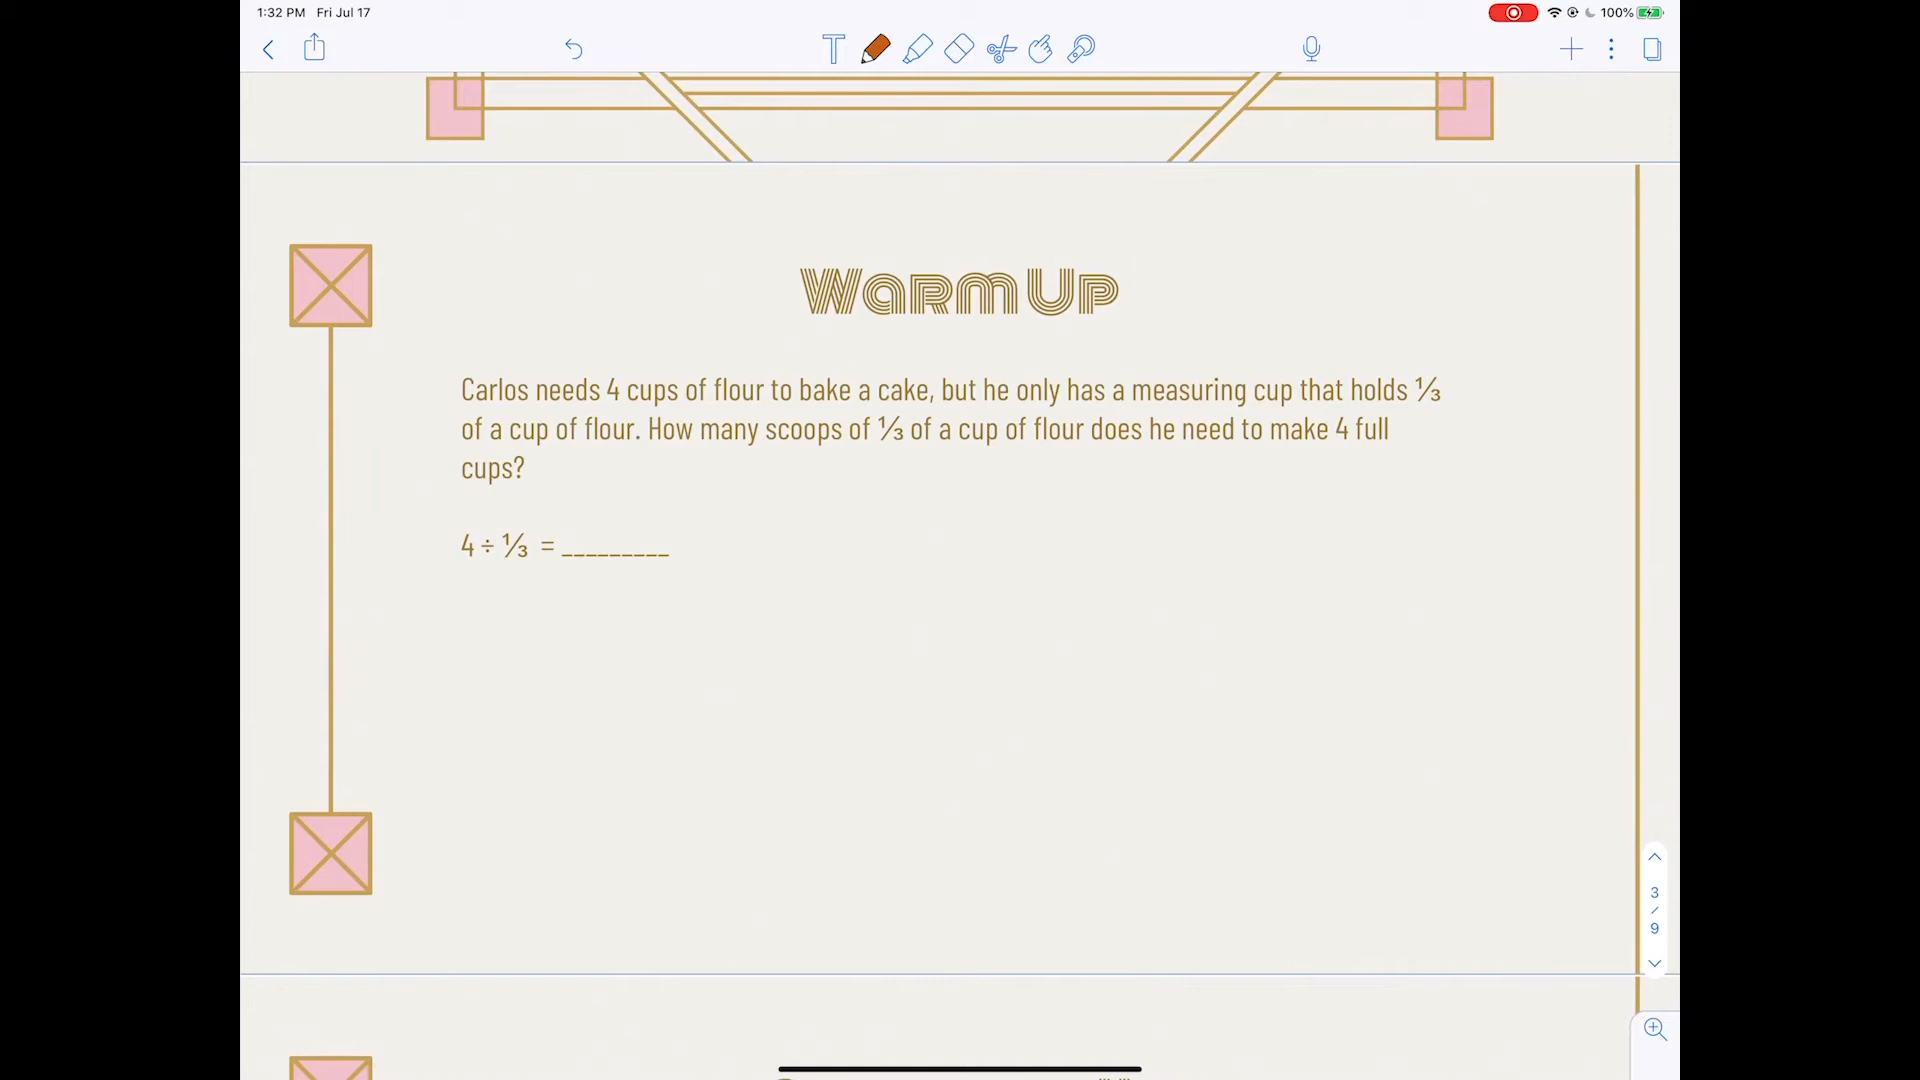 1:32 PM Fri Jul 17
100%
T
Warm Up
Carlos needs 4 cups of flour to bake a cake, but he only has a measuring cup that holds ⅓
of a cup of flour. How many scoops of ⅓ of a cup of flour does he need to make 4 full
cups?
4 ÷ ⅓ = _________
3
/
9